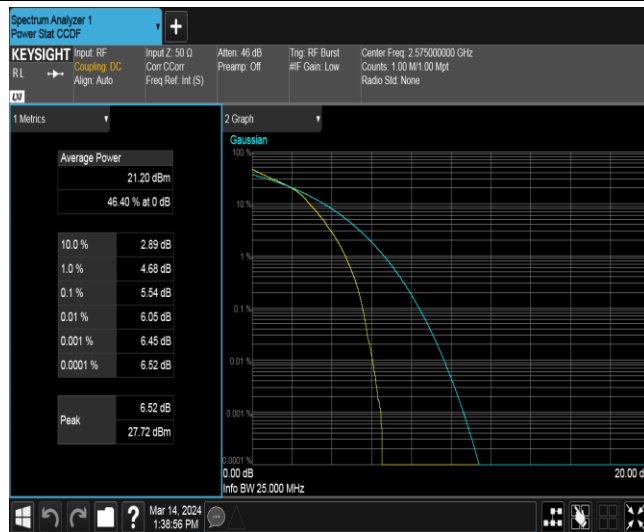 Spectrum Analyzer 1
Power Stat CCDF
+
KEYSIGHT
RL
LXI
Input: RF
Coupling: DC
Align: Auto
Input Z: 50 Ω
Corr CCorr
Freq Ref: Int (S)
Atten: 46 dB
Preamp: Off
Trig: RF Burst
#IF Gain: Low
Center Freq: 2.575000000 GHz
Counts: 1.00 M/1.00 Mpt
Radio Std: None
1 Metrics
Average Power
21.20 dBm
46.40 % at 0 dB
10.0 % 2.89 dB
1.0 % 4.68 dB
0.1 % 5.54 dB
0.01 % 6.05 dB
0.001 % 6.45 dB
0.0001 % 6.52 dB
Peak
6.52 dB
27.72 dBm
2 Graph
Gaussian
100 %
10 %
1 %
0.1 %
0.01 %
0.001 %
0.0001 %
0.00 dB
20.00 d
Info BW 25.000 MHz
?
Mar 14, 2024
1:38:56 PM